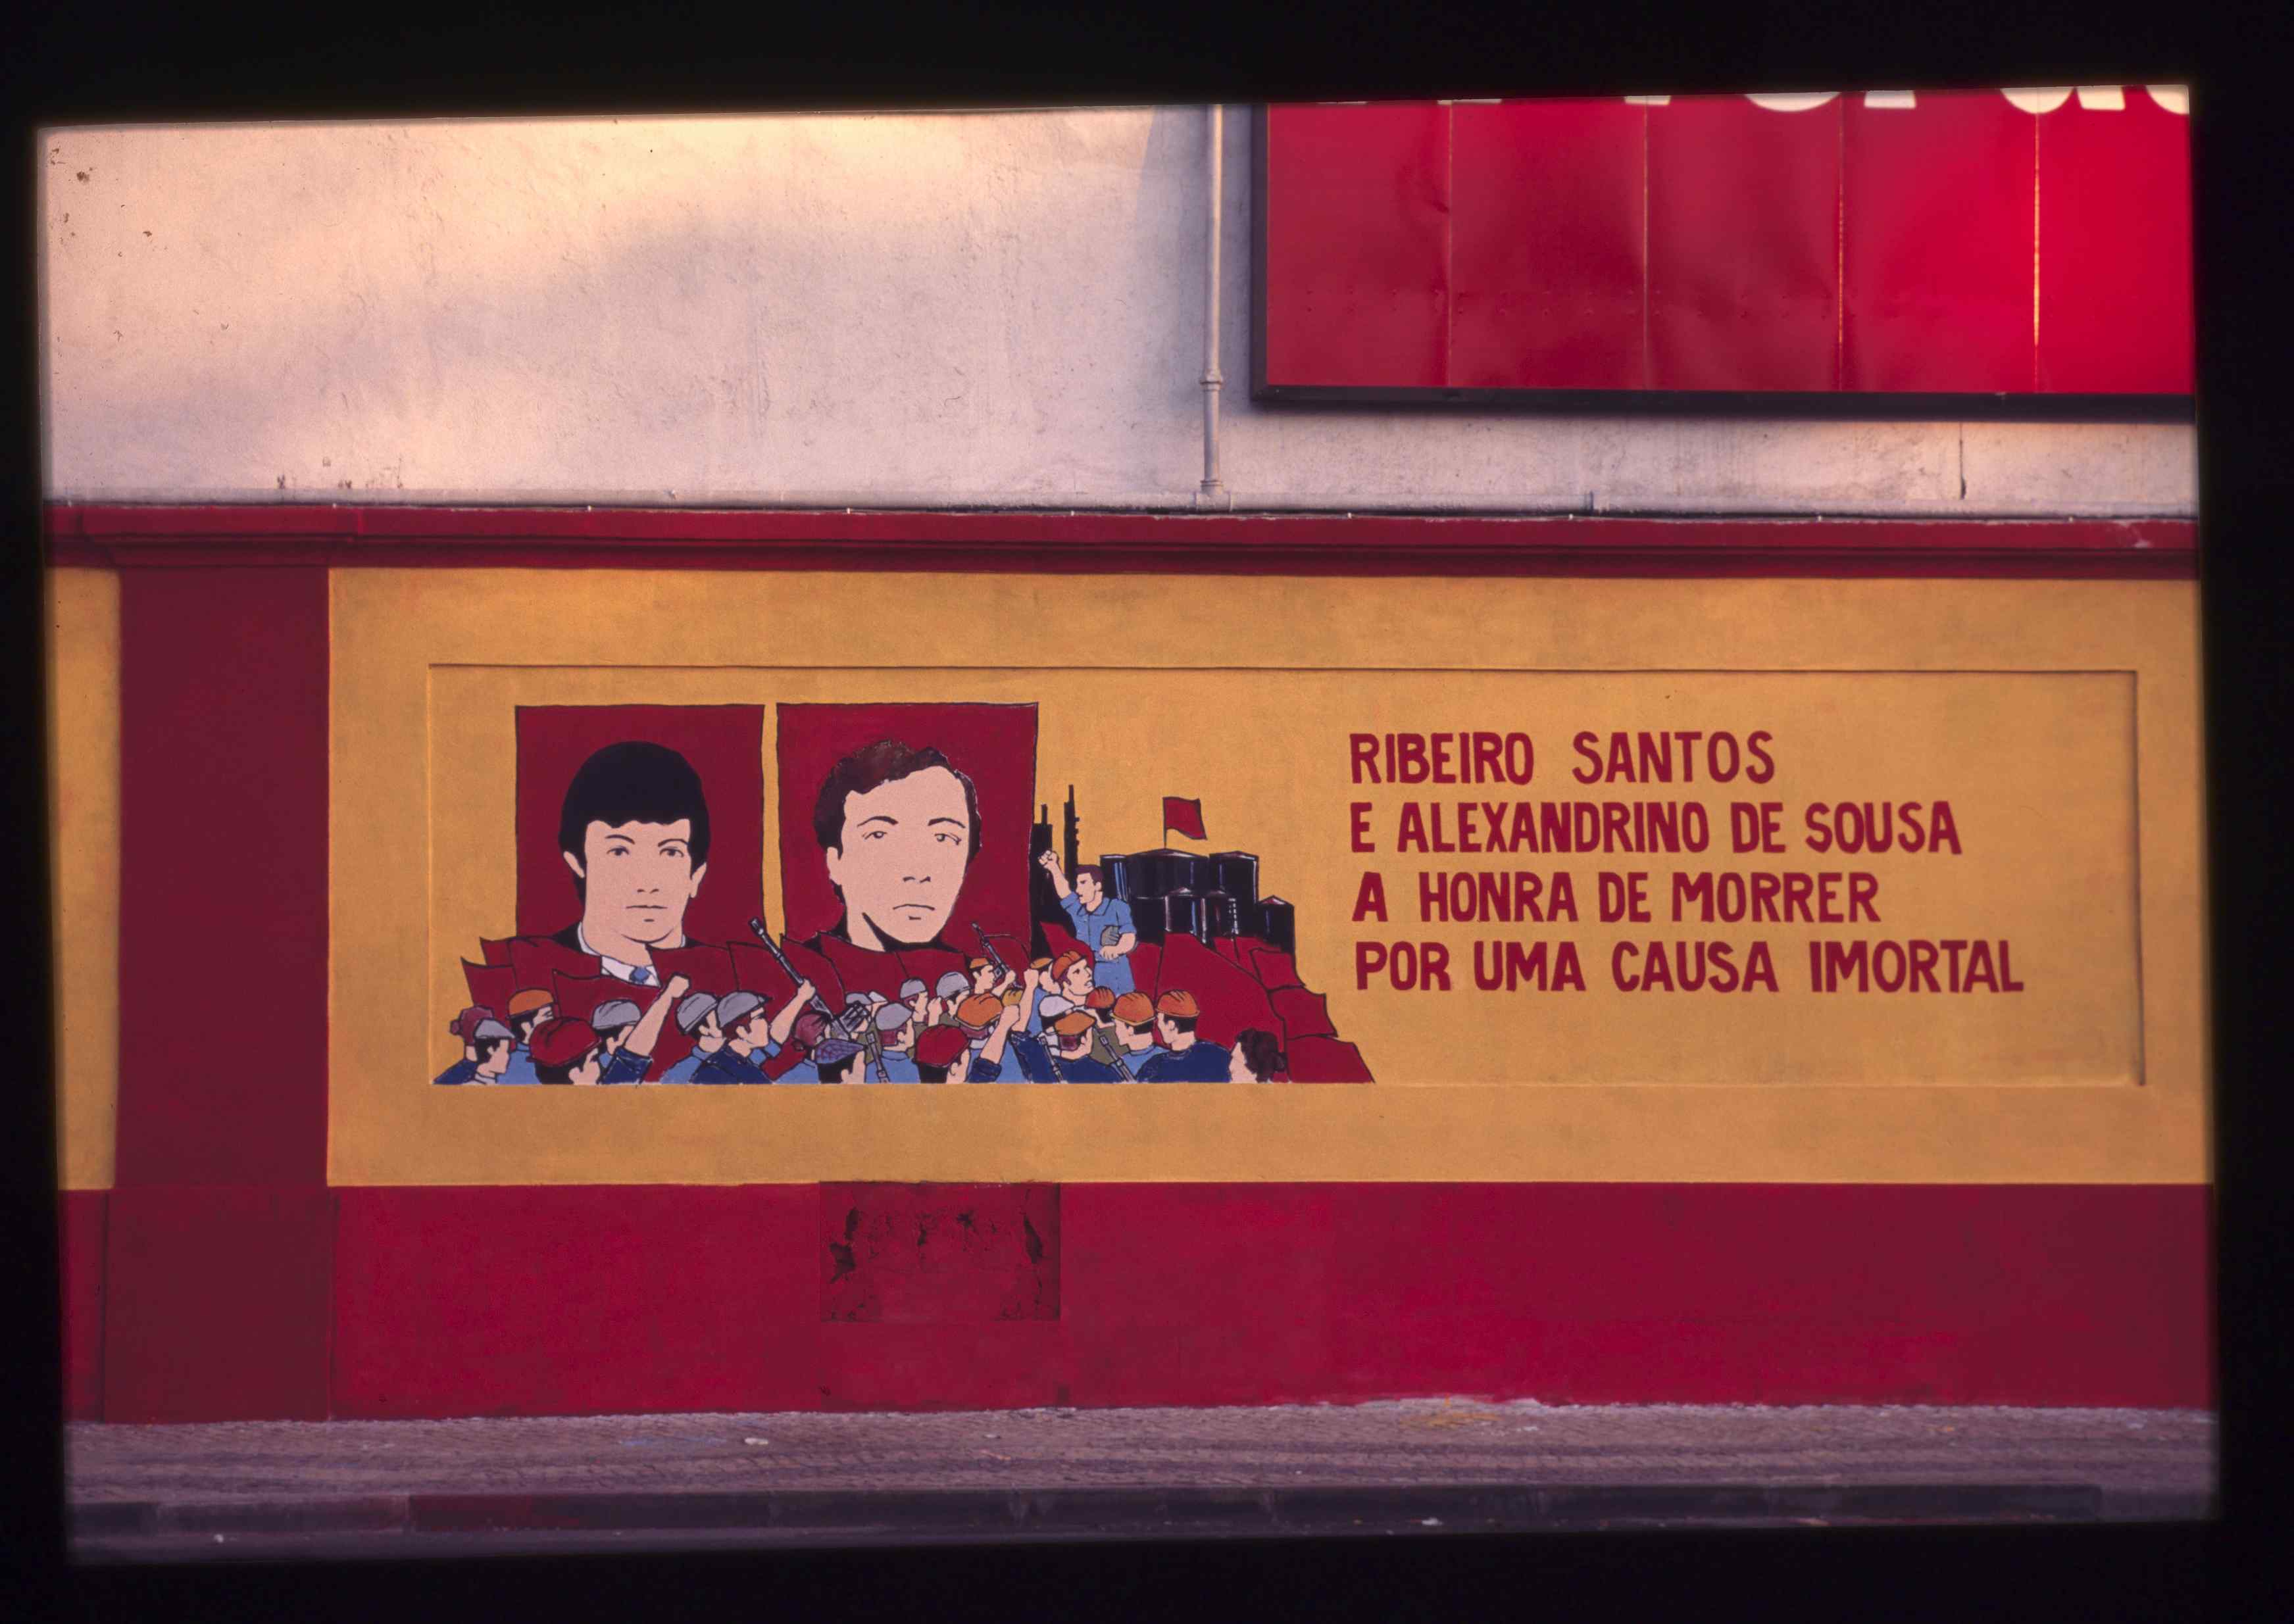 RIBEIRO SANTOS
E ALEXANDRINO DE SOUSA
A HONRA DE MORRER
POR UMA CAUSA IMORTAL